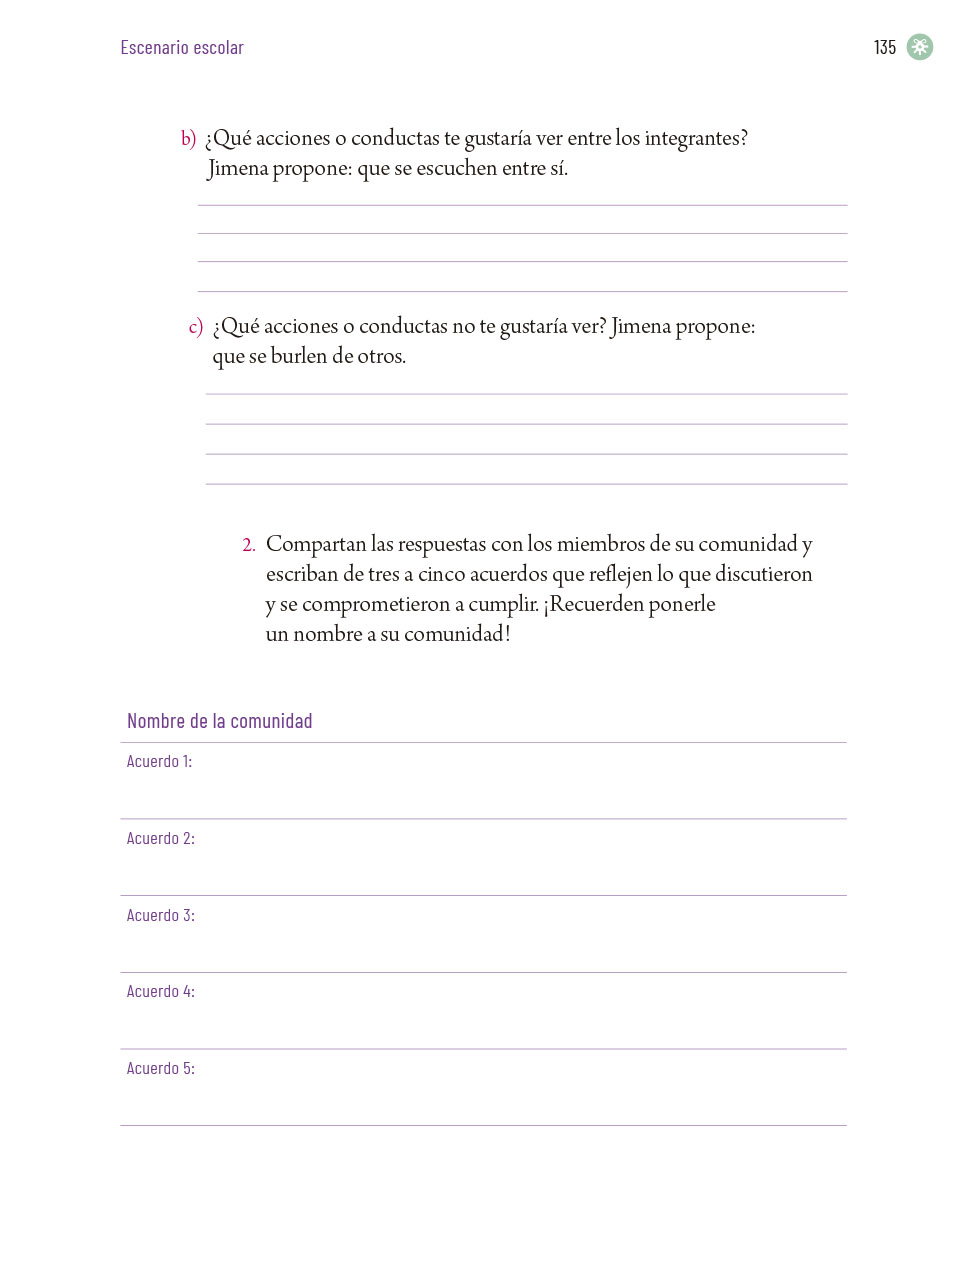 Escenario escolar
135
b) ¿Qué acciones o conductas te gustaría ver entre los integrantes?
Jimena propone: que se escuchen entre sí.
c) ¿Qué acciones o conductas no te gustaría ver? Jimena propone:
que se burlen de otros.
2. Compartan las respuestas con los miembros de su comunidad y
escriban de tres a cinco acuerdos que reflejen lo que discutieron
y se comprometieron a cumplir. ¡Recuerden ponerle
un nombre a su comunidad!
Nombre de la comunidad
Acuerdo 1:
Acuerdo 2:
Acuerdo 3:
Acuerdo 4:
Acuerdo 5: